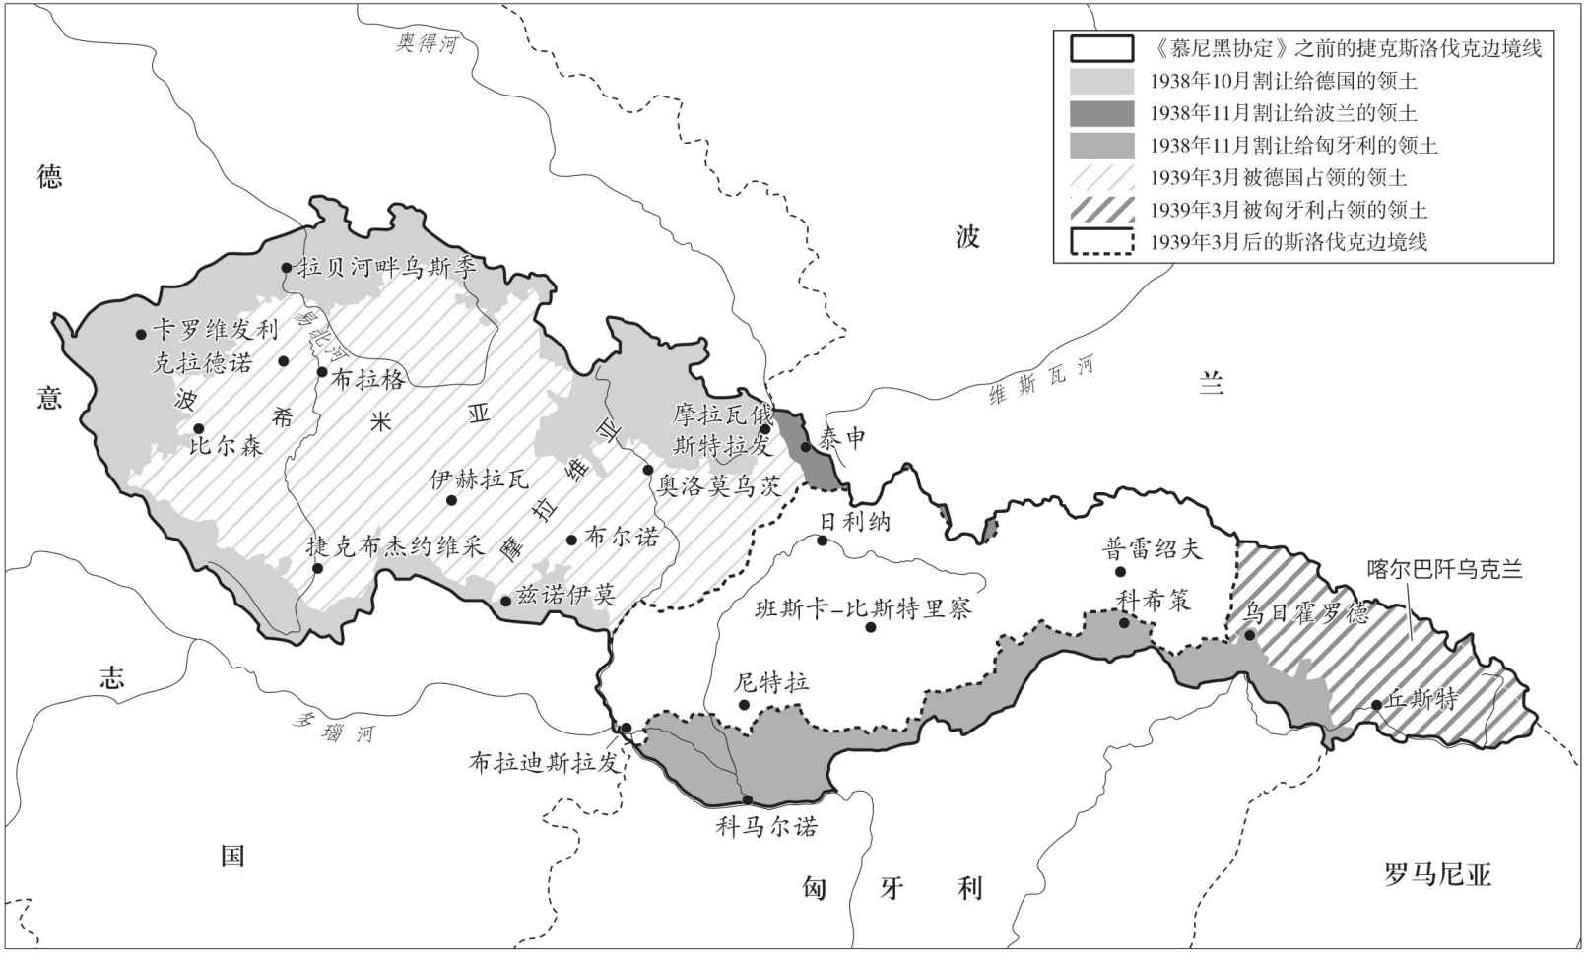 奥得河
《慕尼黑协定》之前的捷克斯洛伐克边境线
1938年10月割让给德国的领土
1938年11月割让给波兰的领土
1938年11月割让给匈牙利的领土
1939年3月被德国占领的领土
1939年3月被匈牙利占领的领土
1939年3月后的斯洛伐克边境线
德意志国
波兰
拉贝河畔乌斯季
卡罗维发利
克拉德诺
易北河
布拉格
维斯瓦河
波希米亚
比尔森
摩拉瓦俄
斯特拉发
泰申
摩拉维亚
伊赫拉瓦
奥洛莫乌茨
日利纳
布尔诺
捷克布杰约维采
兹诺伊莫
普雷绍夫
喀尔巴阡乌克兰
班斯卡-比斯特里察
科希策
乌日霍罗德
尼特拉
丘斯特
多瑙河
布拉迪斯拉发
科马尔诺
匈牙利
罗马尼亚